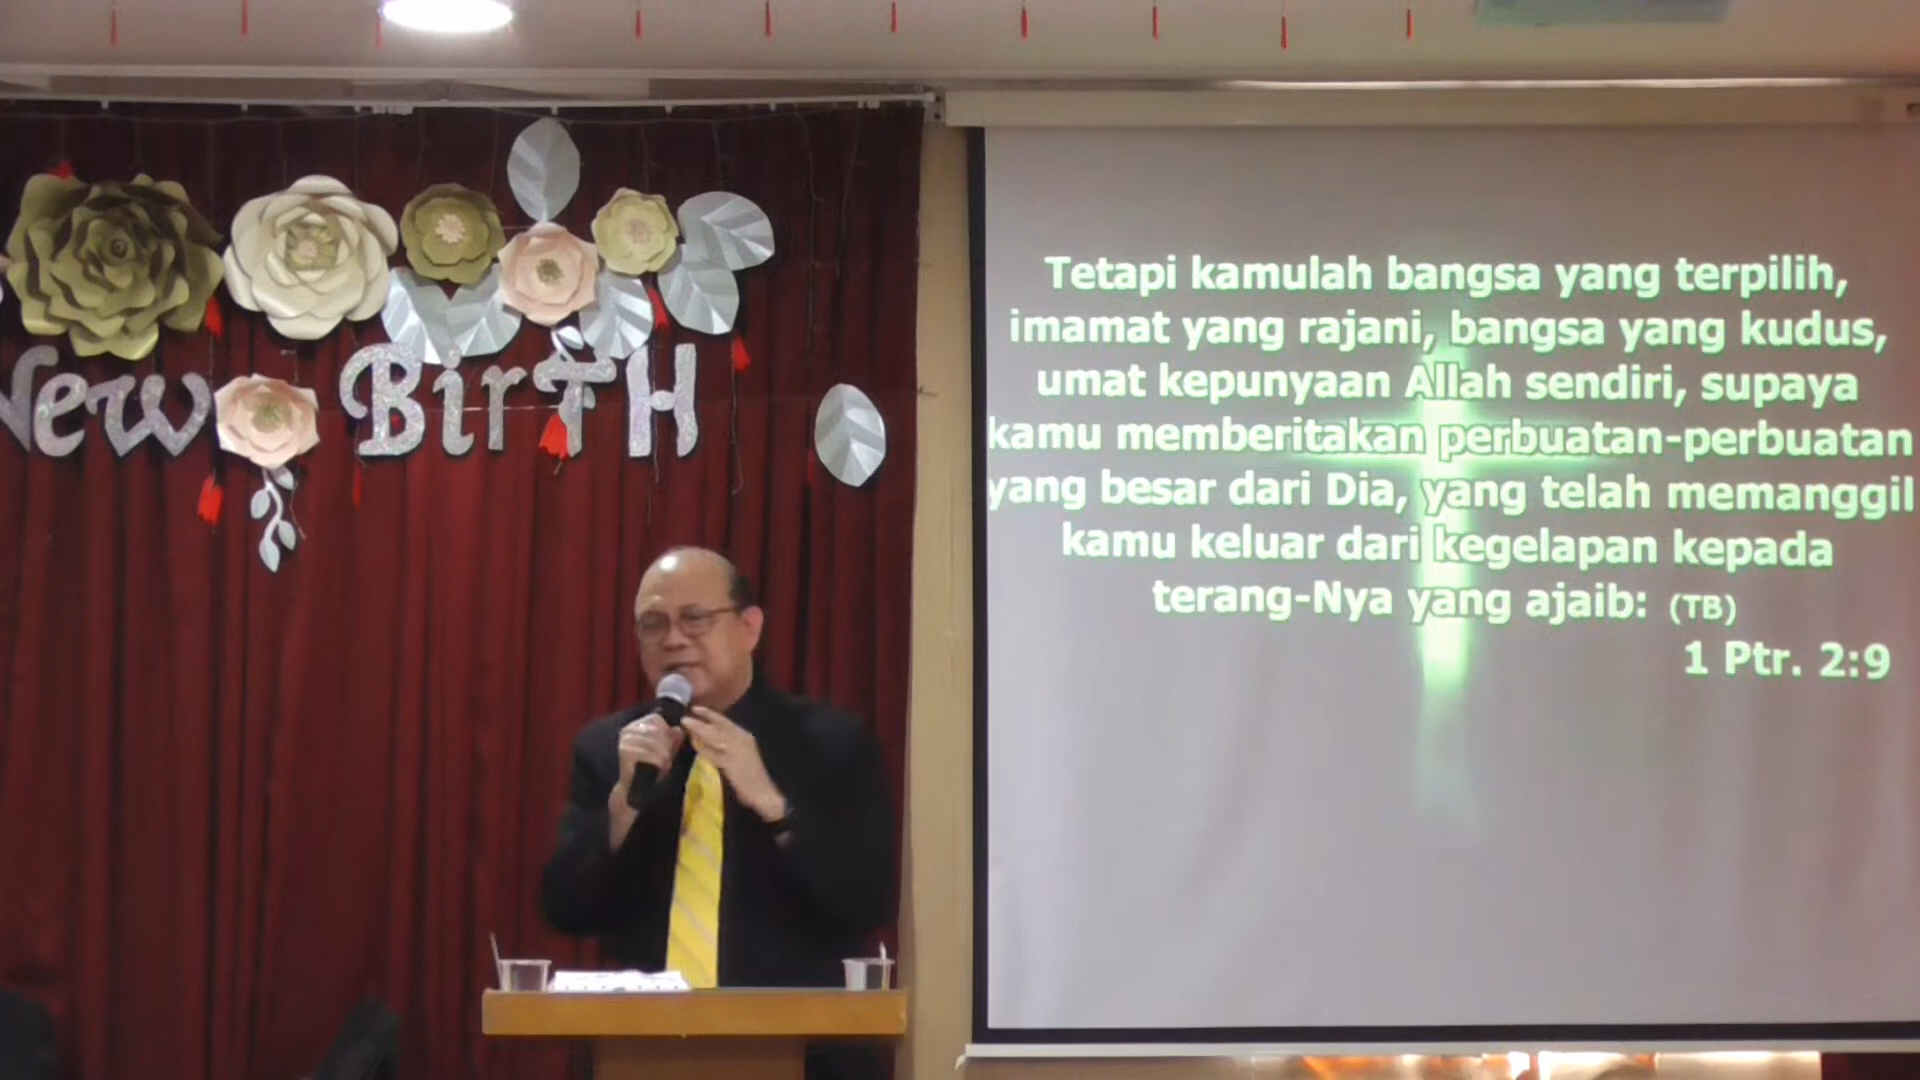 New Birth
Tetapi kamulah bangsa yang terpilih,
imamat yang rajani, bangsa yang kudus,
umat kepunyaan Allah sendiri, supaya
kamu memberitakan perbuatan-perbuatan
yang besar dari Dia, yang telah memanggil
kamu keluar dari kegelapan kepada
terang-Nya yang ajaib: (TB)
1 Ptr. 2:9